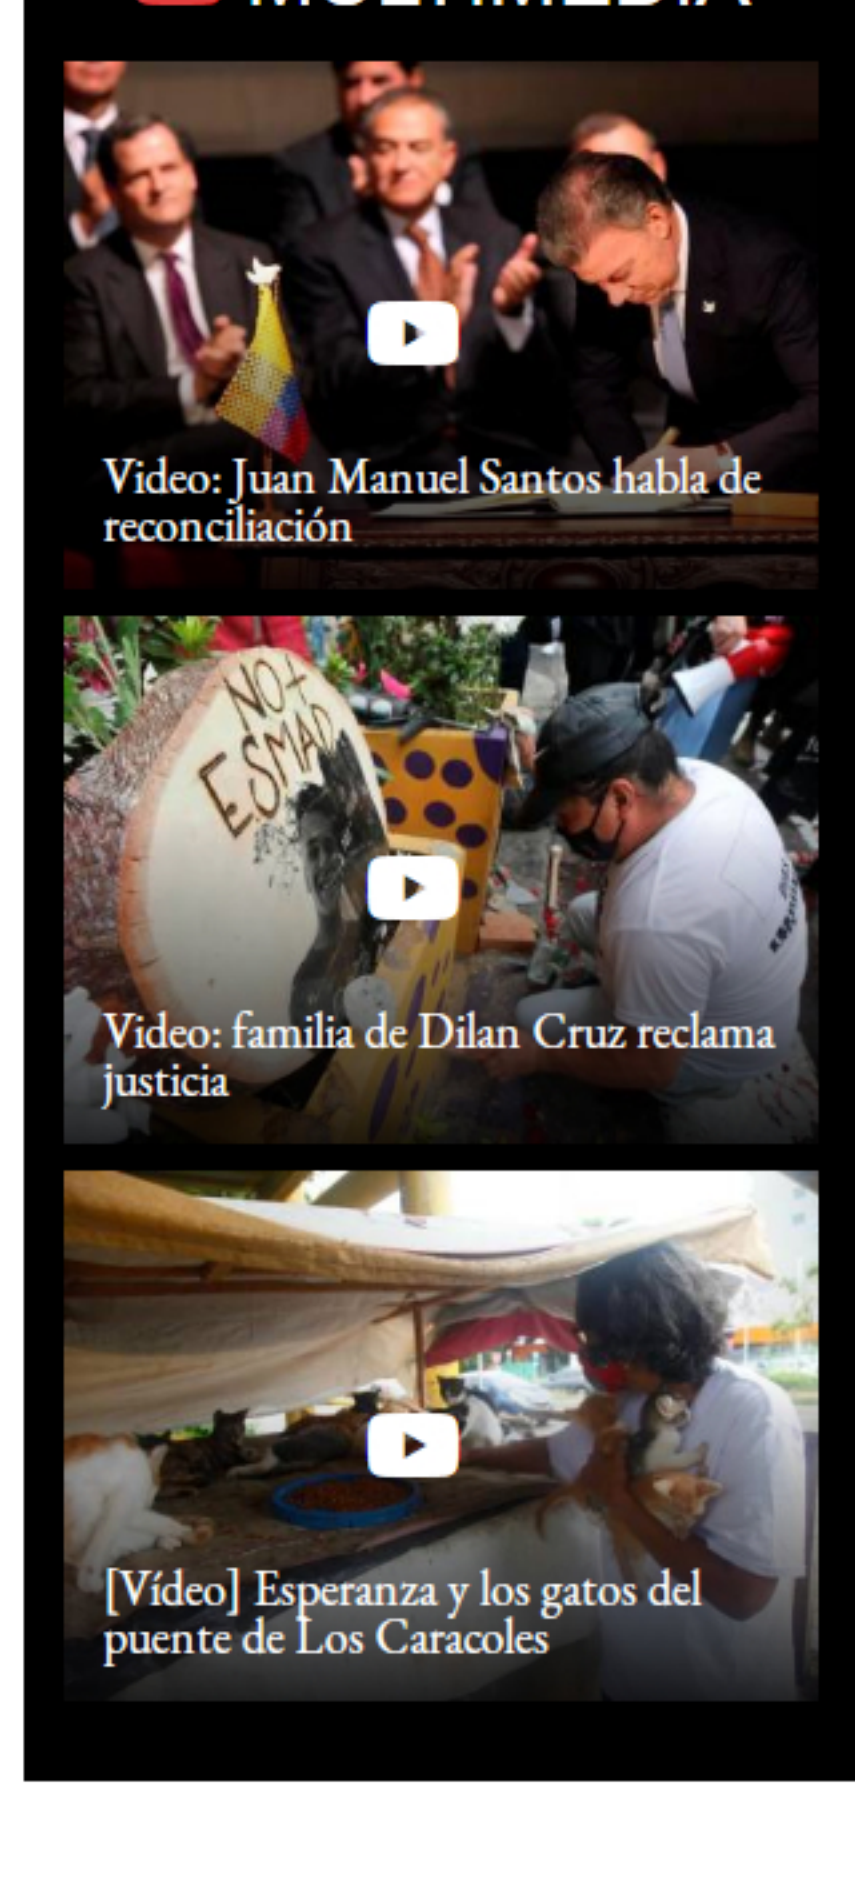 MULTIMEDIA
Video: Juan Manuel Santos habla de
reconciliación
NO+
ESMAD
Video: familia de Dilan Cruz reclama
justicia
[Vídeo] Esperanza y los gatos del
puente de Los Caracoles